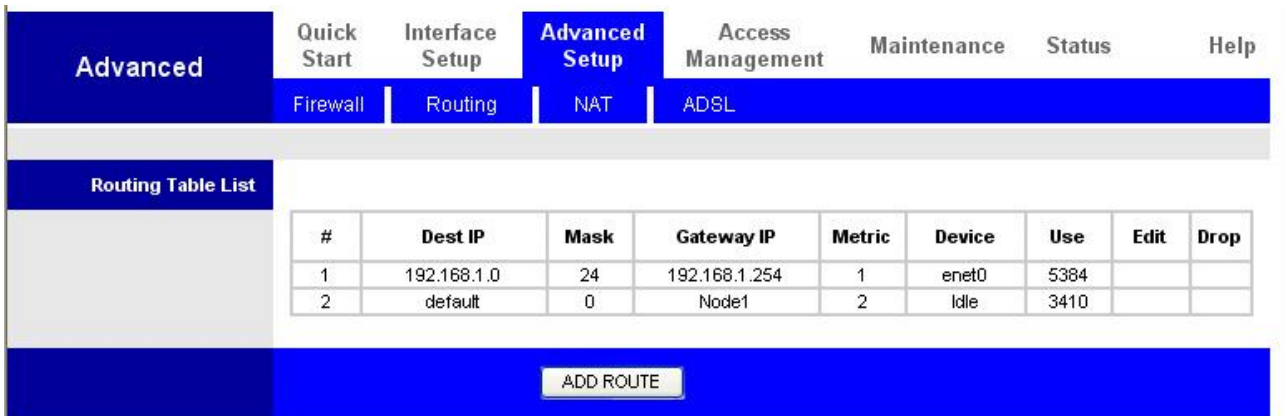 Advanced
Quick Start
Interface Setup
Advanced Setup
Access Management
Maintenance
Status
Help
Firewall
Routing
NAT
ADSL
Routing Table List
# Dest IP Mask Gateway IP Metric Device Use Edit Drop
1 192.168.1.0 24 192.168.1.254 1 enet0 5384
2 default 0 Node1 2 Idle 3410
ADD ROUTE